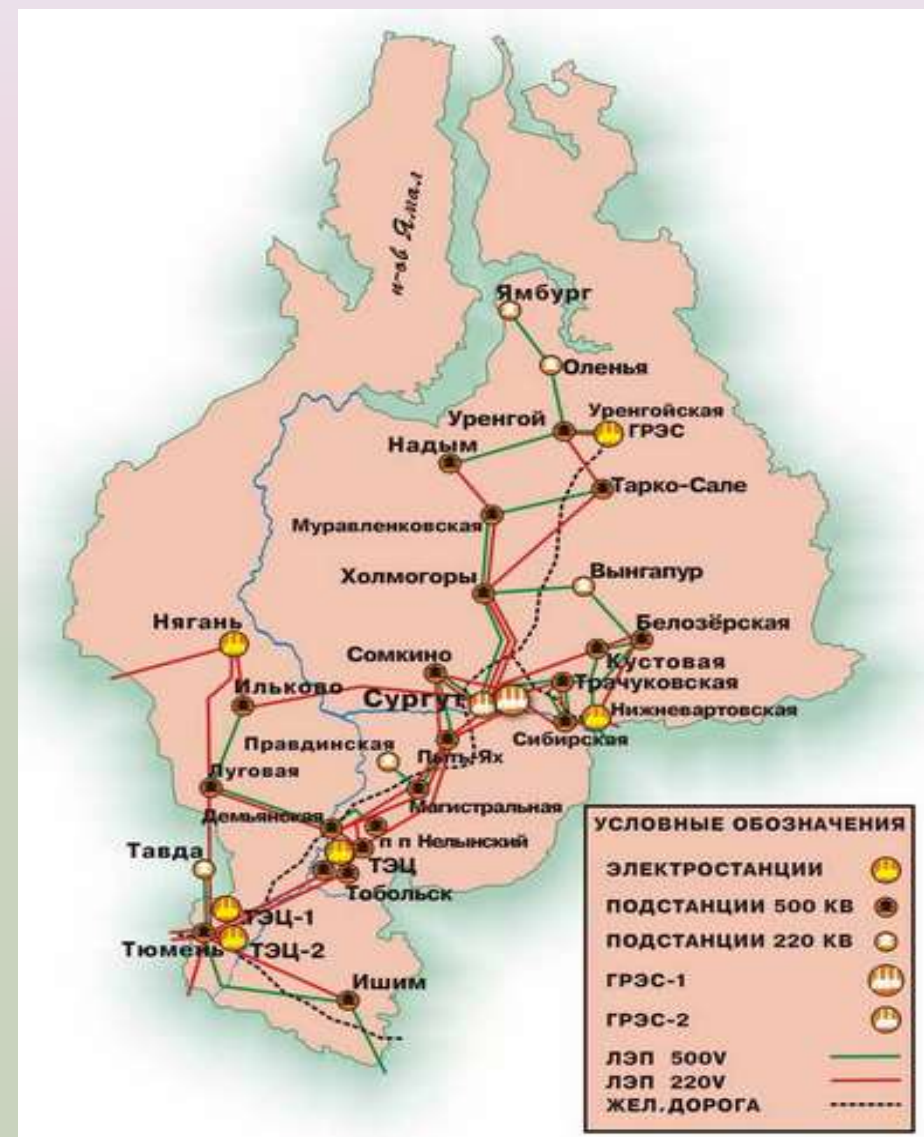 п-ов Ямал
Ямбург
Оленья
Уренгой
Уренгойская
ГРЭС
Надым
Тарко-Сале
Муравленковская
Холмогоры
Вынгапур
Нягань
Белозёрская
Сомкино
Кустовая
Ильково
Сургут
Трачуковская
Нижневартовская
Правдинская
Сибирская
Пыть-Ях
Луговая
Магистральная
Демьянская
п п Нелынский
Тавда
ТЭЦ
Тобольск
ТЭЦ-1
Тюмень
ТЭЦ-2
Ишим
УСЛОВНЫЕ ОБОЗНАЧЕНИЯ
ЭЛЕКТРОСТАНЦИИ
ПОДСТАНЦИИ 500 КВ
ПОДСТАНЦИИ 220 КВ
ГРЭС-1
ГРЭС-2
ЛЭП 500V
ЛЭП 220V
ЖЕЛ.ДОРОГА